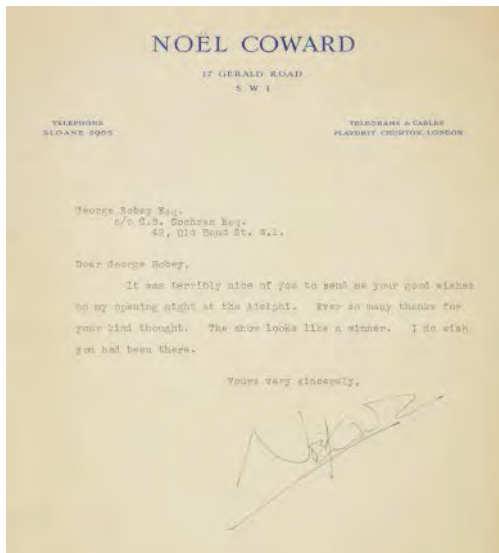 NOËL COWARD
17 GERALD ROAD
S. W. 1
TELEPHONE
SLOANE 2965
TELEGRAMS & CABLES
PLAYBRIT CHURTON, LONDON
George Robey Esq.
c/o C.B. Cochran Esq.
49, Old Bond St. W.1.
Dear George Robey,
It was terribly nice of you to send me your good wishes
on my opening night at the Adelphi. Ever so many thanks for
your kind thought. The show looks like a winner. I do wish
you had been there.
Yours very sincerely,
Noël